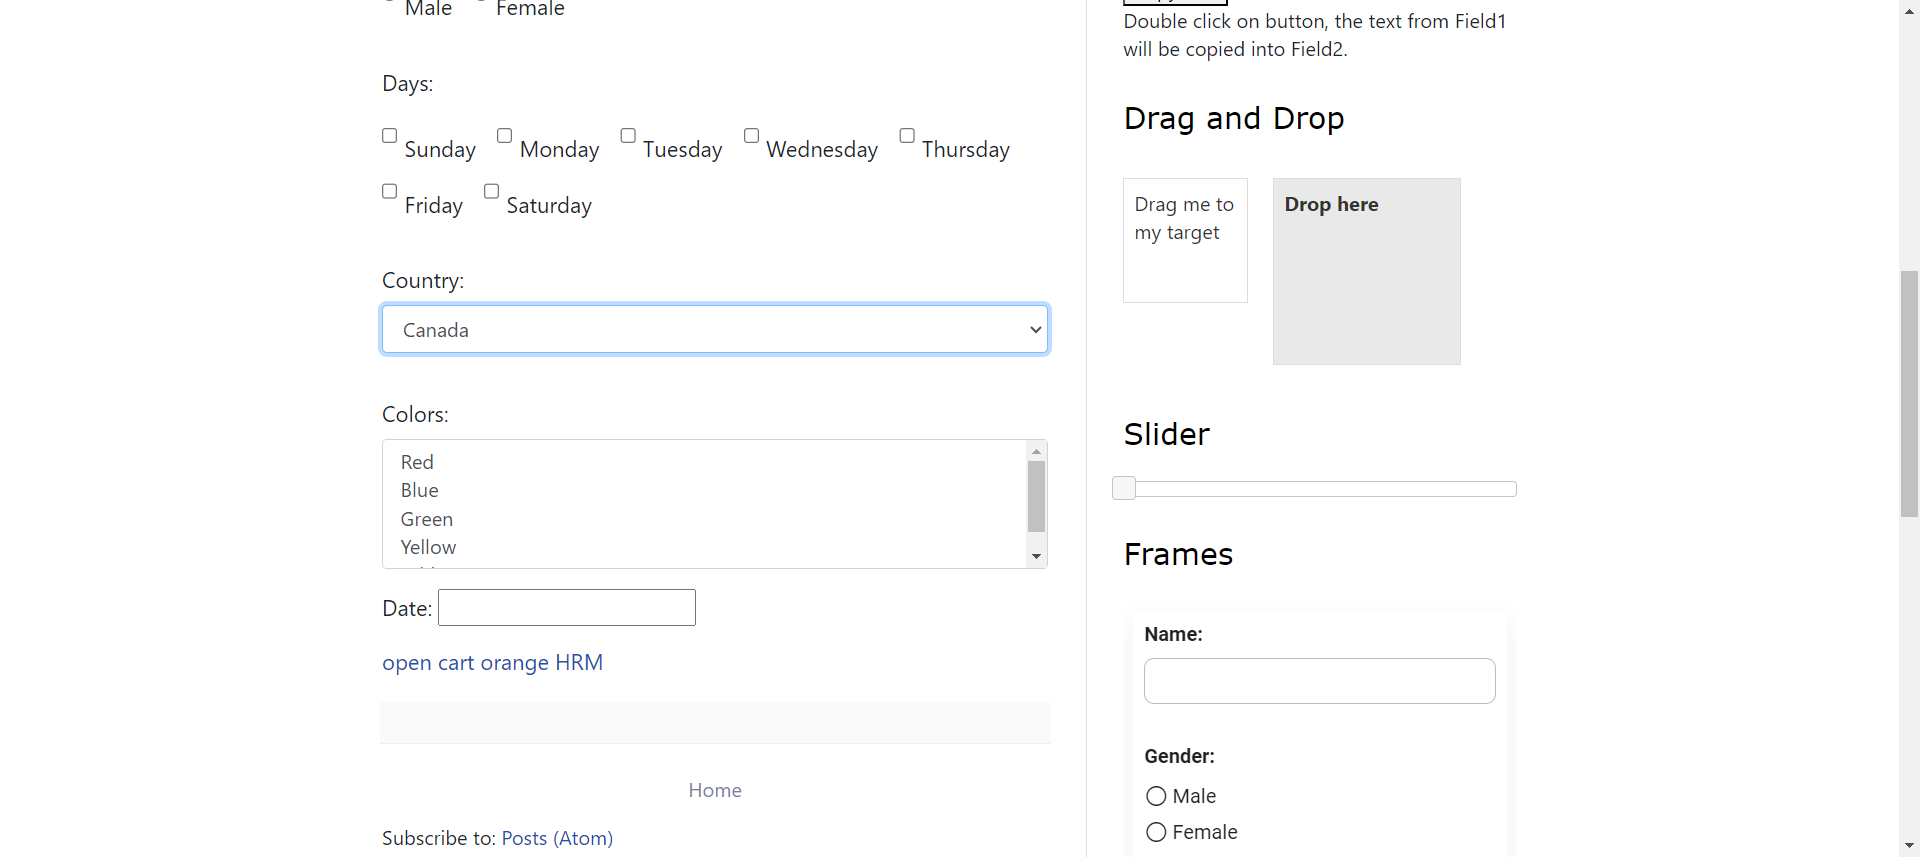 Male Female
Days:
Sunday Monday Tuesday Wednesday Thursday
Friday Saturday
Country:
Canada
Colors:
Red
Blue
Green
Yellow
Date:
open cart orange HRM
Home
Subscribe to: Posts (Atom)
Double click on button, the text from Field1
will be copied into Field2.
Drag and Drop
Drag me to
my target
Drop here
Slider
Frames
Name:
Gender:
Male
Female